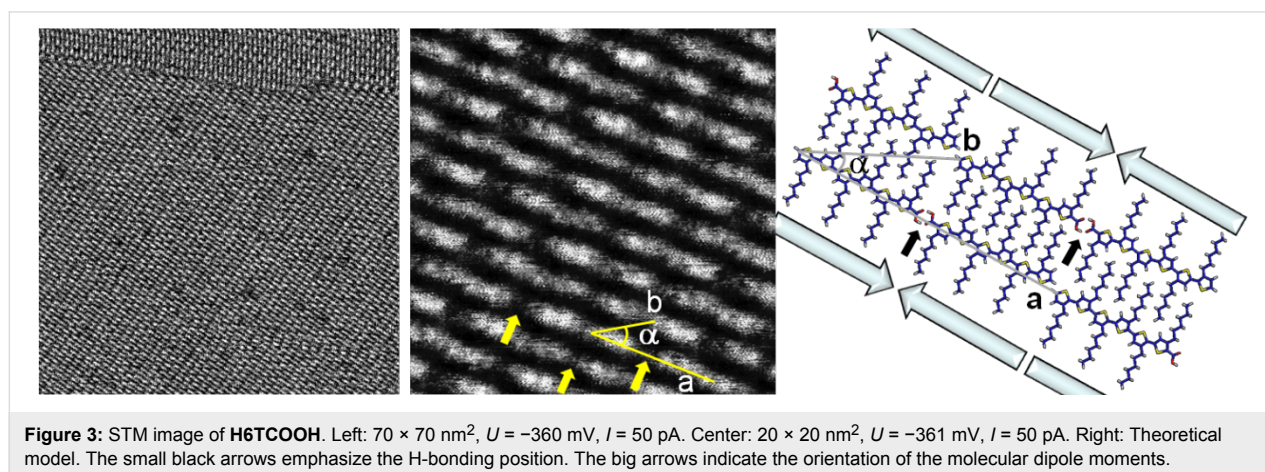 b
α
a
b
α
a
Figure 3: STM image of H6TCOOH. Left: 70 × 70 nm², U = −360 mV, I = 50 pA. Center: 20 × 20 nm², U = −361 mV, I = 50 pA. Right: Theoretical
model. The small black arrows emphasize the H-bonding position. The big arrows indicate the orientation of the molecular dipole moments.